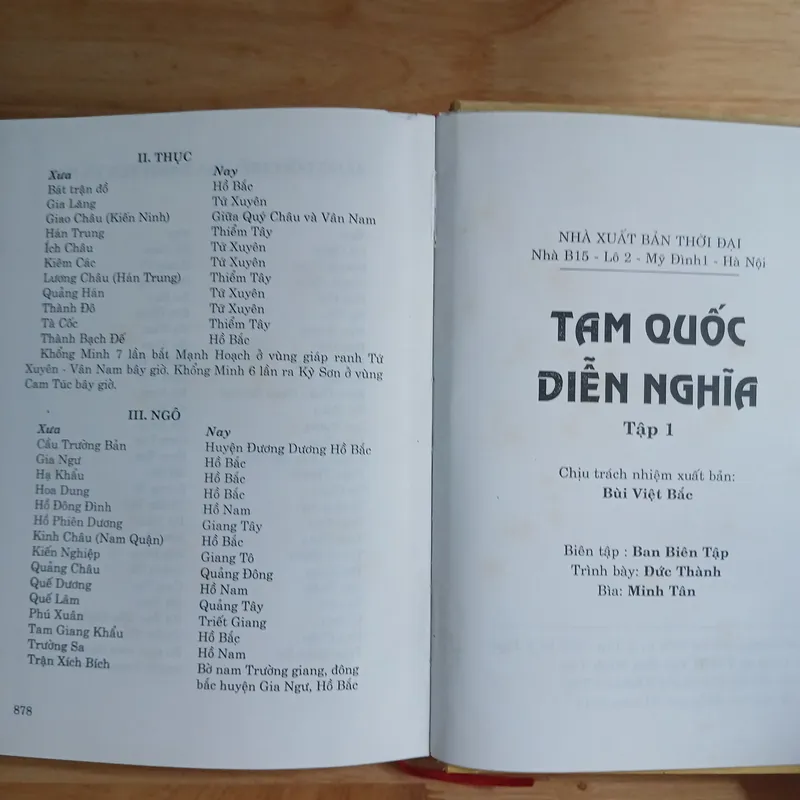 II. THỤC
Xưa Nay
Bát trận đồ Hồ Bắc
Gia Làng Tứ Xuyên
Giao Châu (Kiến Ninh) Giữa Quý Châu và Vân Nam
Hán Trung Thiểm Tây
Ích Châu Tứ Xuyên
Kiêm Các Tứ Xuyên
Lương Châu (Hán Trung) Thiểm Tây
Quảng Hán Tứ Xuyên
Thành Đô Tứ Xuyên
Tà Cốc Thiểm Tây
Thành Bạch Đế Hồ Bắc
Khổng Minh 7 lần bắt Mạnh Hoạch ở vùng giáp ranh Tứ
Xuyên - Vân Nam bây giờ. Khổng Minh 6 lần ra Kỳ Sơn ở vùng
Cam Túc bây giờ.
III. NGÔ
Xưa Nay
Cầu Trường Bản Huyện Đương Dương Hồ Bắc
Gia Ngư Hồ Bắc
Hạ Khẩu Hồ Bắc
Hoa Dung Hồ Bắc
Hồ Động Đình Hồ Nam
Hồ Phiên Dương Giang Tây
Kinh Châu (Nam Quận) Hồ Bắc
Kiến Nghiệp Giang Tô
Quảng Châu Quảng Đông
Quế Dương Hồ Nam
Quế Lâm Quảng Tây
Phú Xuân Triết Giang
Tam Giang Khẩu Hồ Bắc
Trường Sa Hồ Nam
Trận Xích Bích Bờ nam Trường giang, đông
bắc huyện Gia Ngư, Hồ Bắc
878
NHÀ XUẤT BẢN THỜI ĐẠI
Nhà B15 - Lô 2 - Mỹ Đình1 - Hà Nội
TAM QUỐC
DIỄN NGHĨA
Tập 1
Chịu trách nhiệm xuất bản:
Bùi Việt Bắc
Biên tập : Ban Biên Tập
Trình bày: Đức Thành
Bìa: Minh Tân